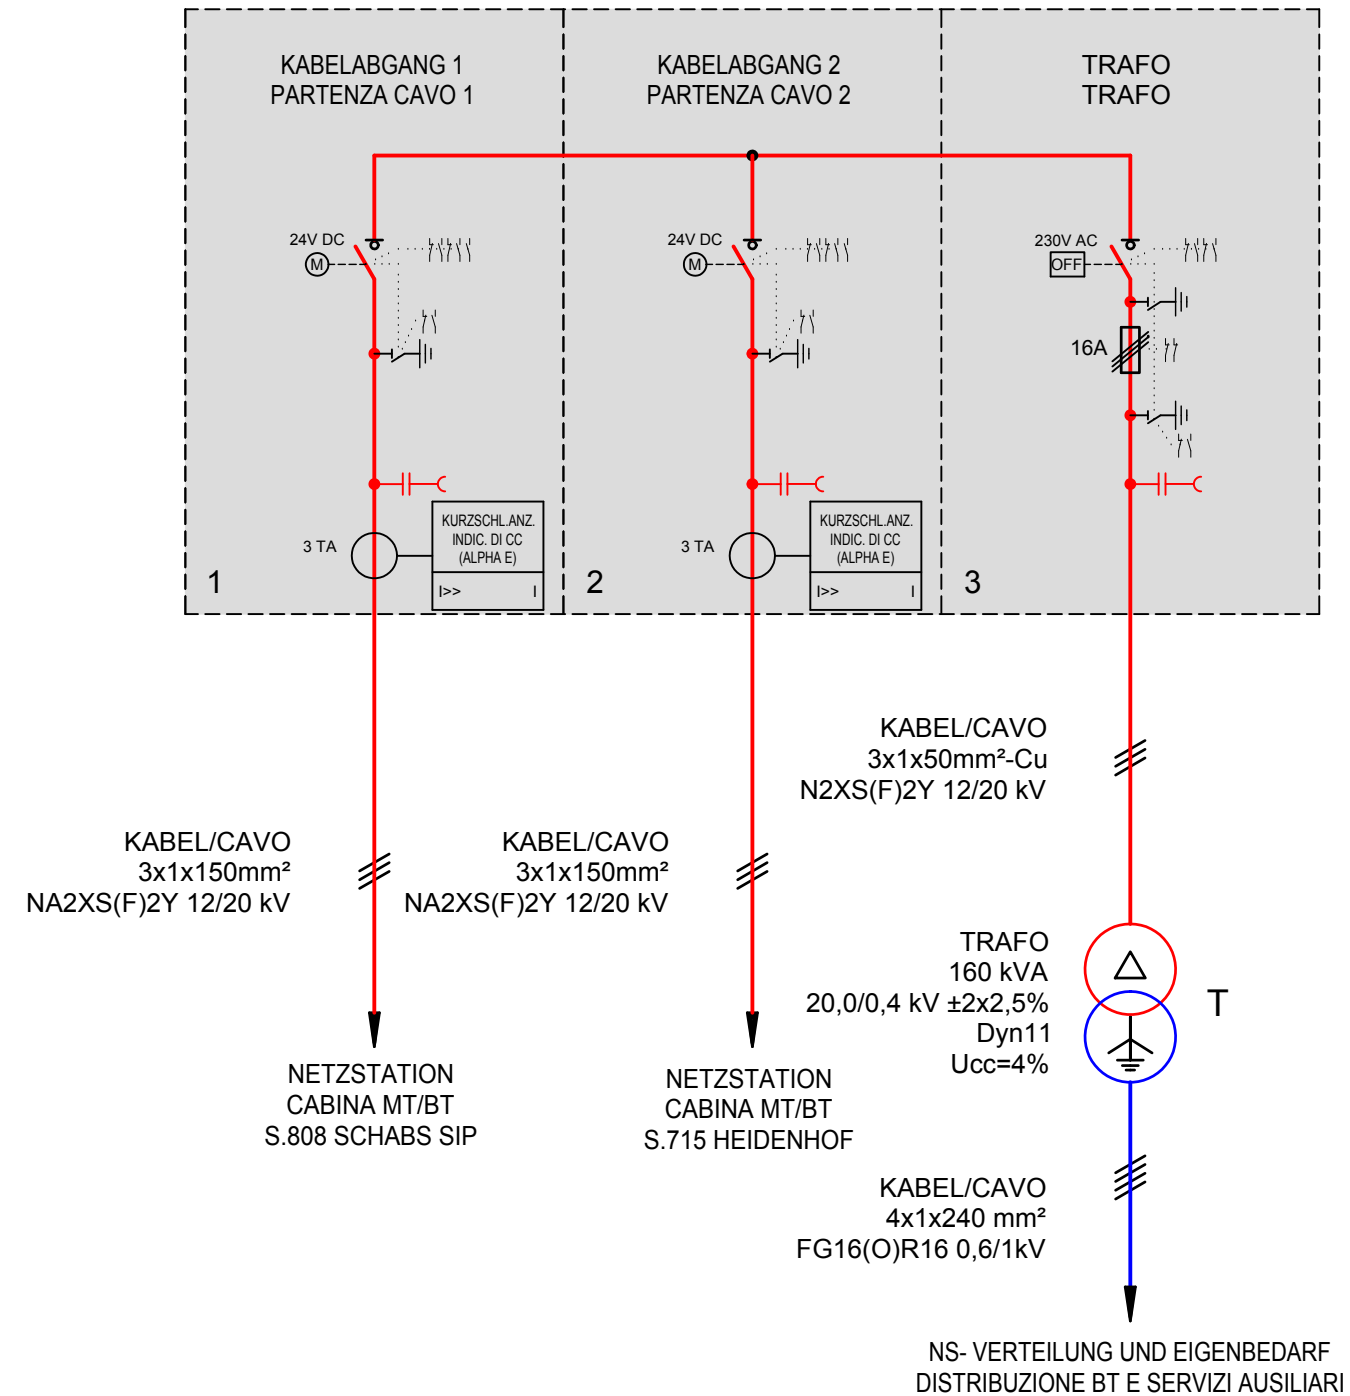 KABELABGANG 1
PARTENZA CAVO 1
KABELABGANG 2
PARTENZA CAVO 2
TRAFO
TRAFO
24V DC
M
24V DC
M
230V AC
OFF
16A
3 TA
KURZSCHL.ANZ.
INDIC. DI CC
(ALPHA E)
I>> I
3 TA
KURZSCHL.ANZ.
INDIC. DI CC
(ALPHA E)
I>> I
1
2
3
KABEL/CAVO
3x1x50mm²-Cu
N2XS(F)2Y 12/20 kV
KABEL/CAVO
3x1x150mm²
NA2XS(F)2Y 12/20 kV
KABEL/CAVO
3x1x150mm²
NA2XS(F)2Y 12/20 kV
TRAFO
160 kVA
20,0/0,4 kV ±2x2,5%
Dyn11
Ucc=4%
T
NETZSTATION
CABINA MT/BT
S.808 SCHABS SIP
NETZSTATION
CABINA MT/BT
S.715 HEIDENHOF
KABEL/CAVO
4x1x240 mm²
FG16(O)R16 0,6/1kV
NS- VERTEILUNG UND EIGENBEDARF
DISTRIBUZIONE BT E SERVIZI AUSILIARI